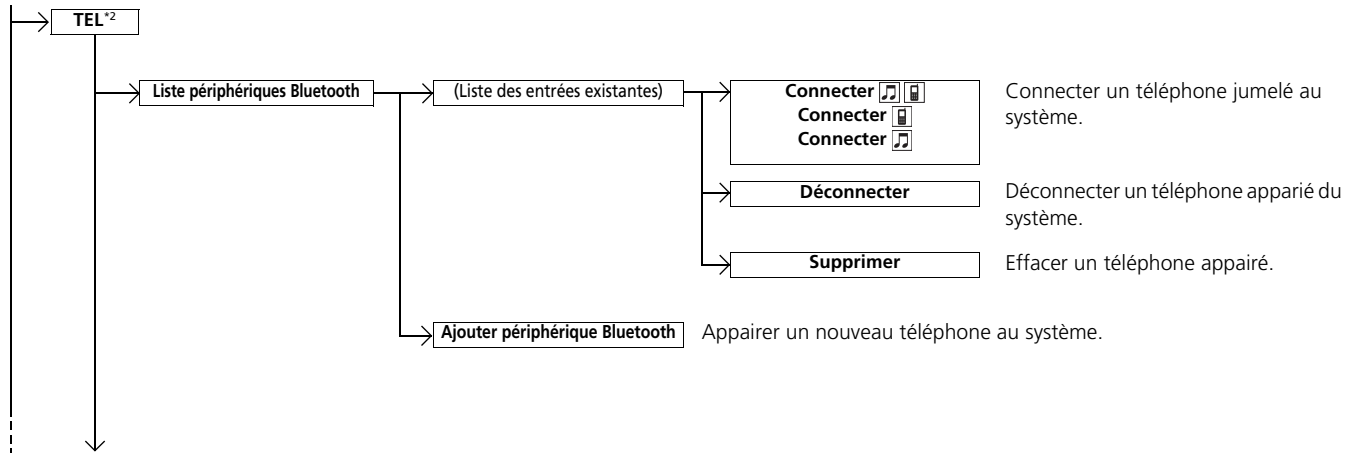 TEL*2
Liste périphériques Bluetooth
(Liste des entrées existantes)
Connecter
Connecter
Connecter
Connecter un téléphone jumelé au
système.
Déconnecter
Déconnecter un téléphone apparié du
système.
Supprimer
Effacer un téléphone appairé.
Ajouter périphérique Bluetooth
Appairer un nouveau téléphone au système.